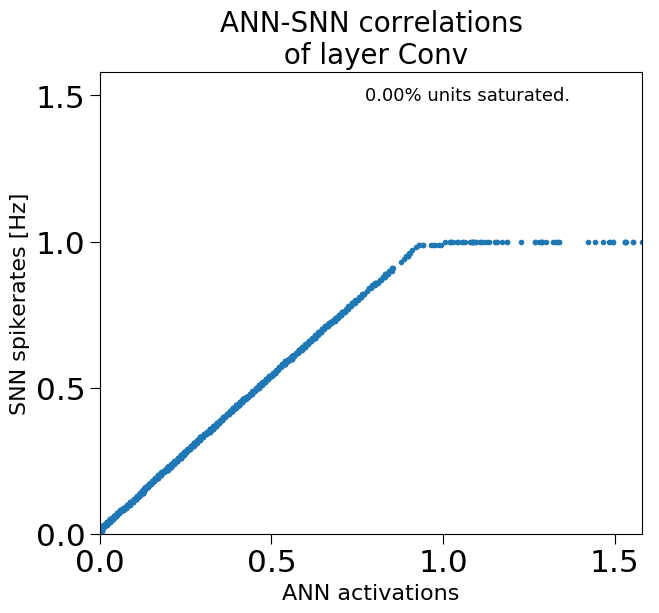 ANN-SNN correlations
of layer Conv
0.00% units saturated.
1.5
1.0
0.5
0.0
SNN spikerates [Hz]
0.0 0.5 1.0 1.5
ANN activations